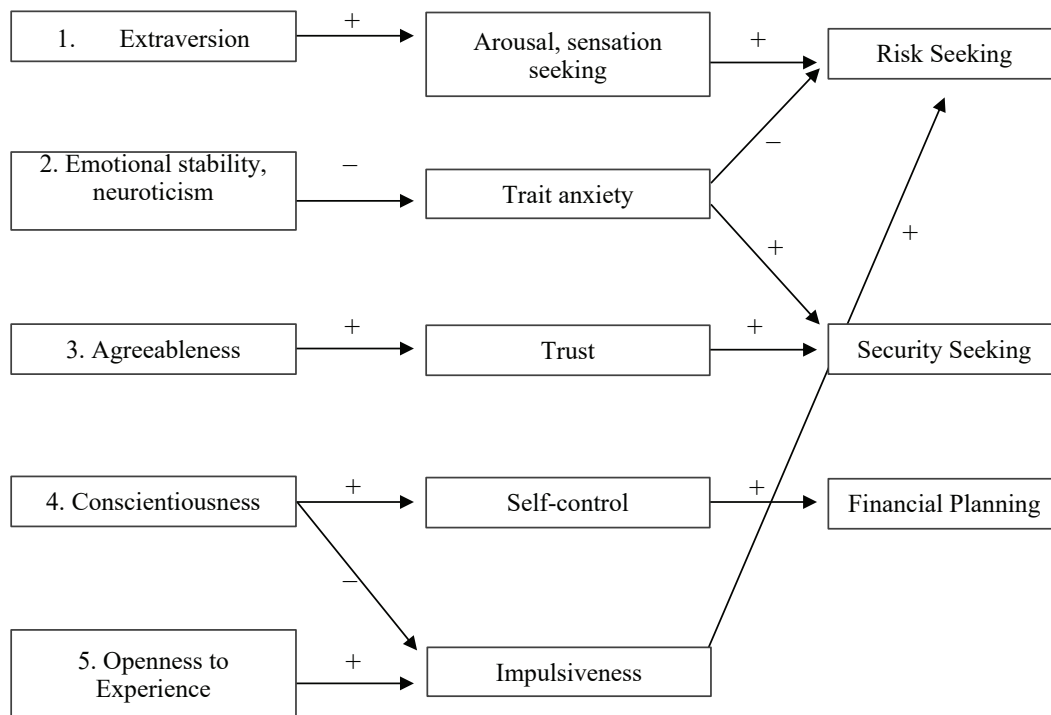 1. Extraversion
+
Arousal, sensation
seeking
+
Risk Seeking
2. Emotional stability,
neuroticism
−
Trait anxiety
−
+
+
3. Agreeableness
+
Trust
+
Security Seeking
4. Conscientiousness
+
Self-control
+
Financial Planning
−
5. Openness to
Experience
+
Impulsiveness